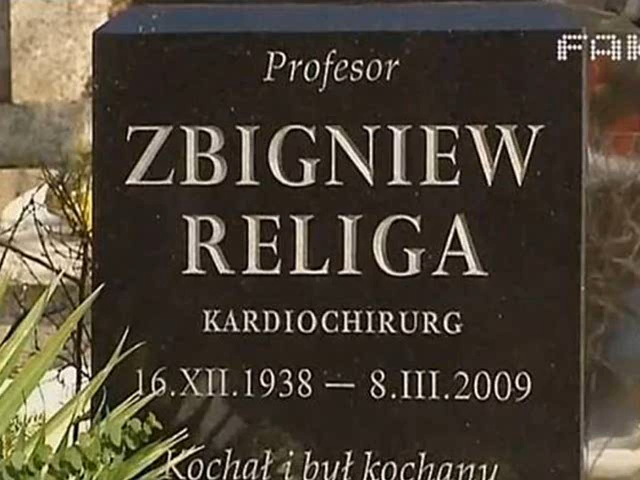 Profesor
ZBIGNIEW
RELIGA
KARDIOCHIRURG
16.XII.1938 — 8.III.2009
Kochał i był kochany